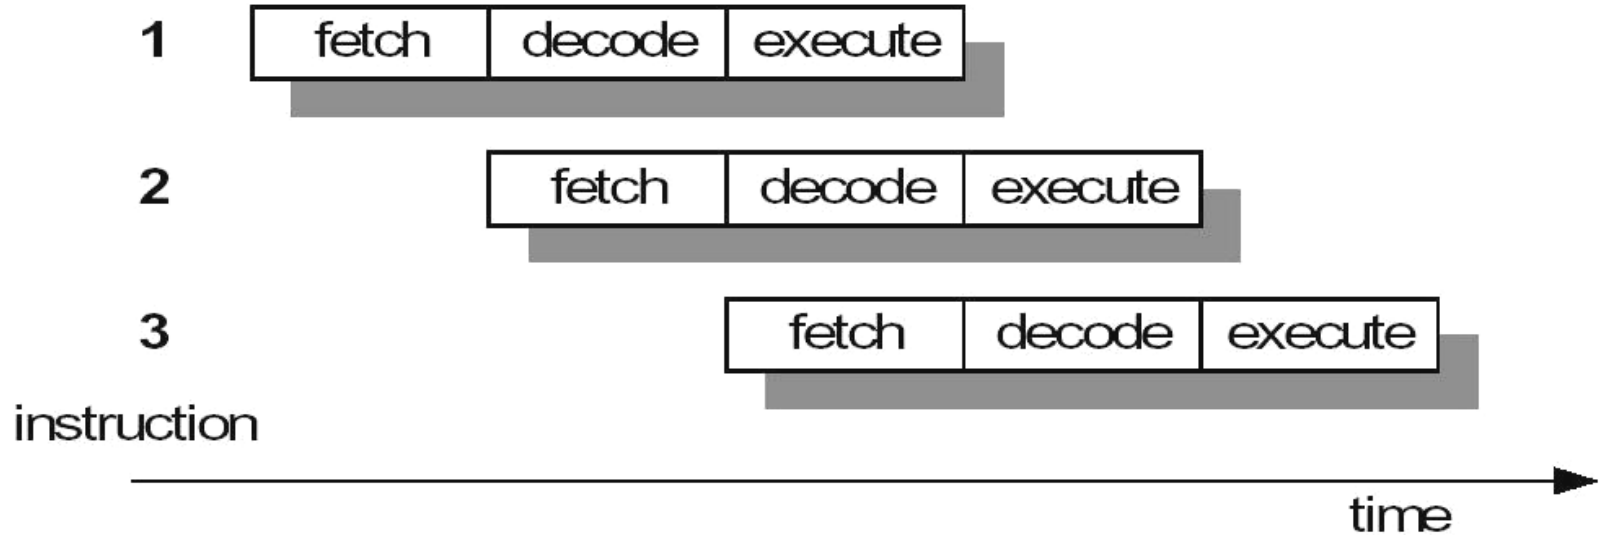 1 fetch decode execute
2 fetch decode execute
3 fetch decode execute
instruction
time